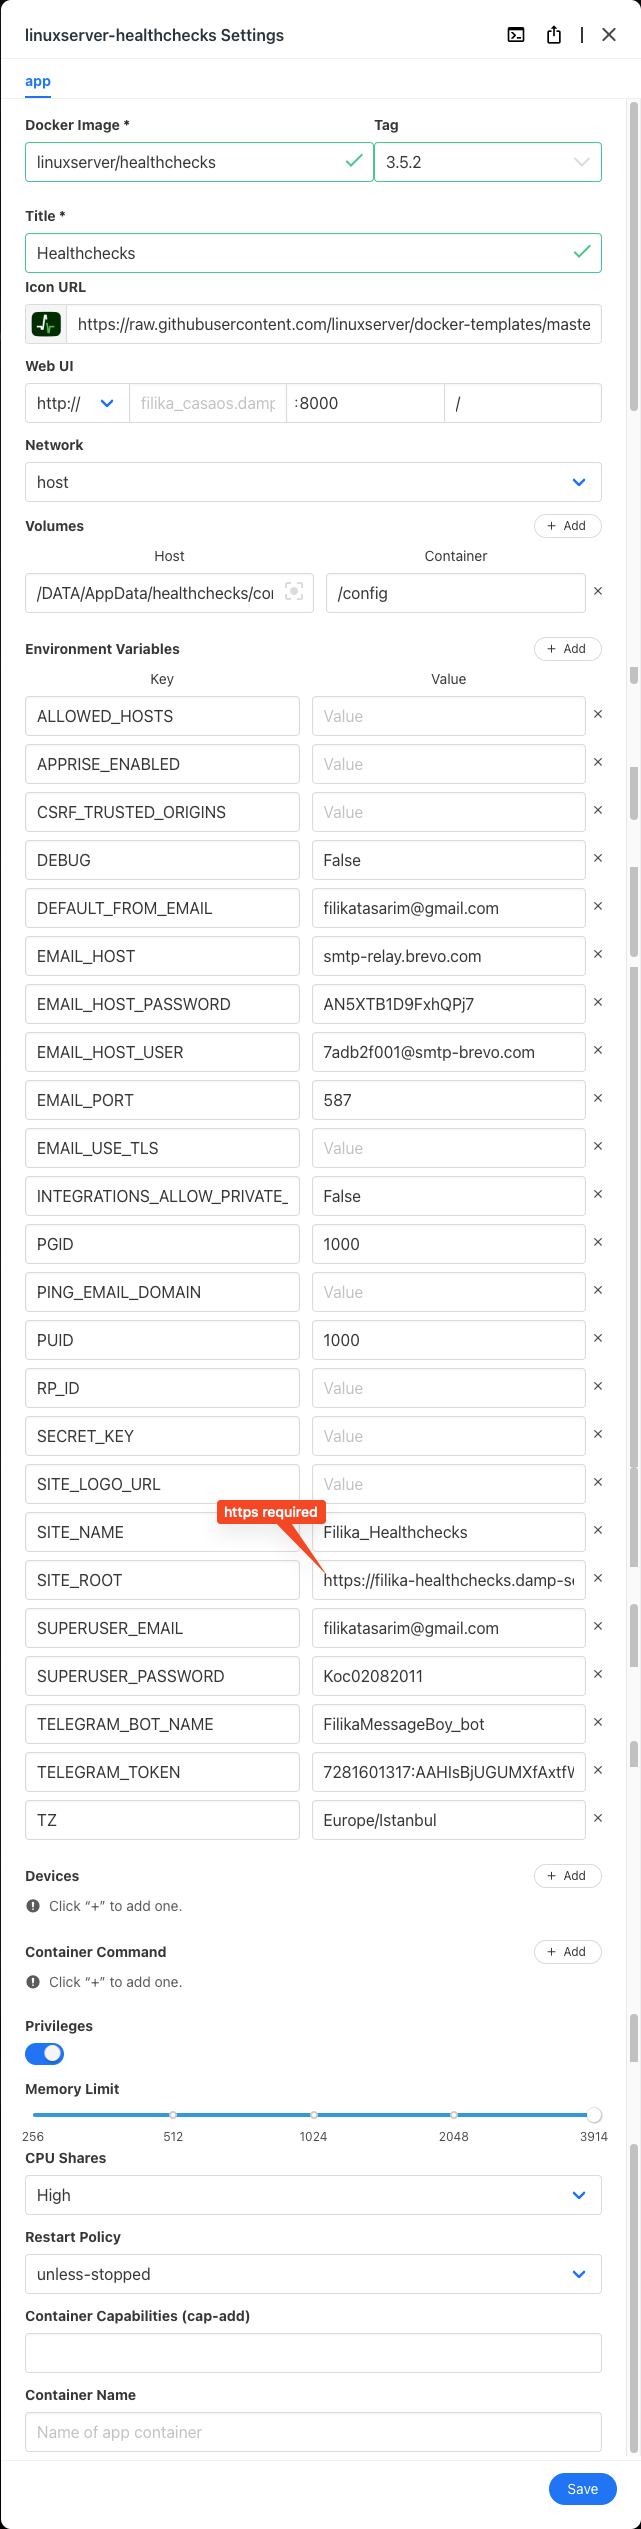 linuxserver-healthchecks Settings
app
Docker Image * Tag
linuxserver/healthchecks 3.5.2
Title *
Healthchecks
Icon URL
https://raw.githubusercontent.com/linuxserver/docker-templates/maste
Web UI
http:// filika_casaos.damp :8000 /
Network
host
Volumes + Add
Host Container
/DATA/AppData/healthchecks/con /config ×
Environment Variables + Add
Key Value
ALLOWED_HOSTS Value ×
APPRISE_ENABLED Value ×
CSRF_TRUSTED_ORIGINS Value ×
DEBUG False ×
DEFAULT_FROM_EMAIL filikatasarim@gmail.com ×
EMAIL_HOST smtp-relay.brevo.com ×
EMAIL_HOST_PASSWORD AN5XTB1D9FxhQPj7 ×
EMAIL_HOST_USER 7adb2f001@smtp-brevo.com ×
EMAIL_PORT 587 ×
EMAIL_USE_TLS Value ×
INTEGRATIONS_ALLOW_PRIVATE_ False ×
PGID 1000 ×
PING_EMAIL_DOMAIN Value ×
PUID 1000 ×
RP_ID Value ×
SECRET_KEY Value ×
SITE_LOGO_URL Value ×
https required
SITE_NAME Filika_Healthchecks ×
SITE_ROOT https://filika-healthchecks.damp-se ×
SUPERUSER_EMAIL filikatasarim@gmail.com ×
SUPERUSER_PASSWORD Koc02082011 ×
TELEGRAM_BOT_NAME FilikaMessageBoy_bot ×
TELEGRAM_TOKEN 7281601317:AAHIsBjUGUMXfAxtfW ×
TZ Europe/Istanbul ×
Devices + Add
Click “+” to add one.
Container Command + Add
Click “+” to add one.
Privileges
Memory Limit
256 512 1024 2048 3914
CPU Shares
High
Restart Policy
unless-stopped
Container Capabilities (cap-add)
Container Name
Name of app container
Save